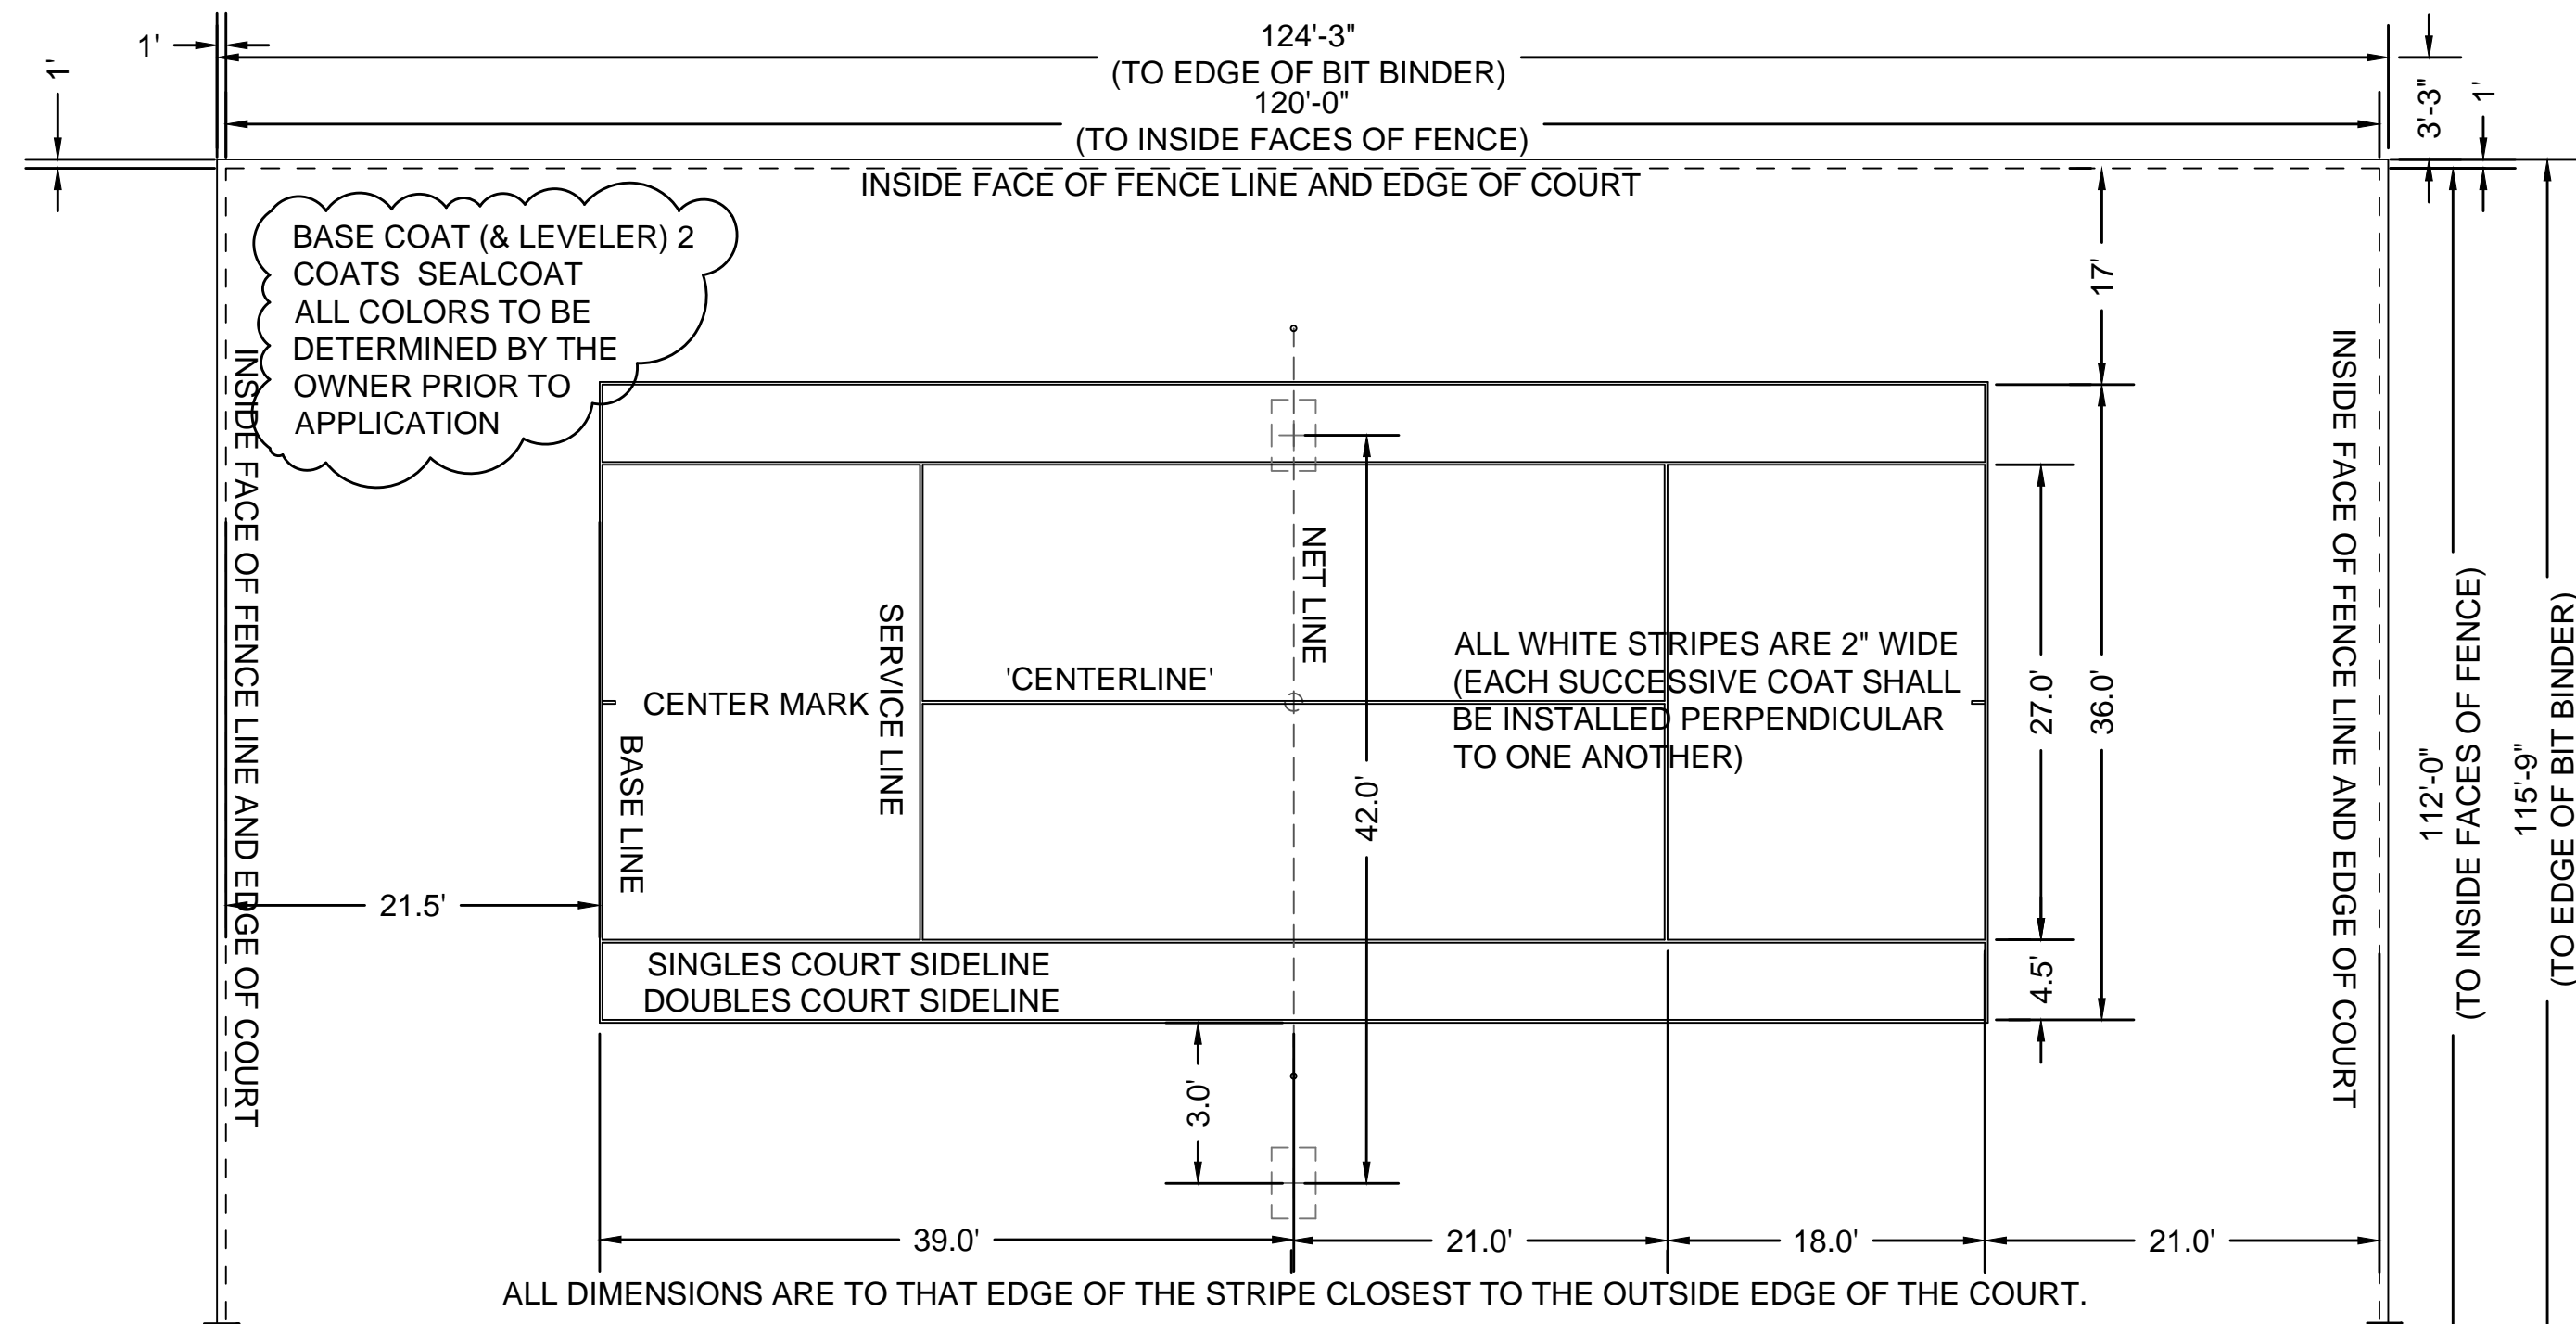 124'-3"
(TO EDGE OF BIT BINDER)
120'-0"
(TO INSIDE FACES OF FENCE)
1'
1'
3'-3"
1'
INSIDE FACE OF FENCE LINE AND EDGE OF COURT
BASE COAT (& LEVELER) 2
COATS SEALCOAT
ALL COLORS TO BE
DETERMINED BY THE
OWNER PRIOR TO
APPLICATION
17'
INSIDE FACE OF FENCE LINE AND EDGE OF COURT
INSIDE FACE OF FENCE LINE AND EDGE OF COURT
NET LINE
SERVICE LINE
'CENTERLINE'
CENTER MARK
BASE LINE
ALL WHITE STRIPES ARE 2" WIDE
(EACH SUCCESSIVE COAT SHALL
BE INSTALLED PERPENDICULAR
TO ONE ANOTHER)
27.0'
36.0'
42.0'
112'-0"
(TO INSIDE FACES OF FENCE)
115'-9"
(TO EDGE OF BIT BINDER)
21.5'
SINGLES COURT SIDELINE
DOUBLES COURT SIDELINE
4.5'
3.0'
39.0'
21.0'
18.0'
21.0'
ALL DIMENSIONS ARE TO THAT EDGE OF THE STRIPE CLOSEST TO THE OUTSIDE EDGE OF THE COURT.